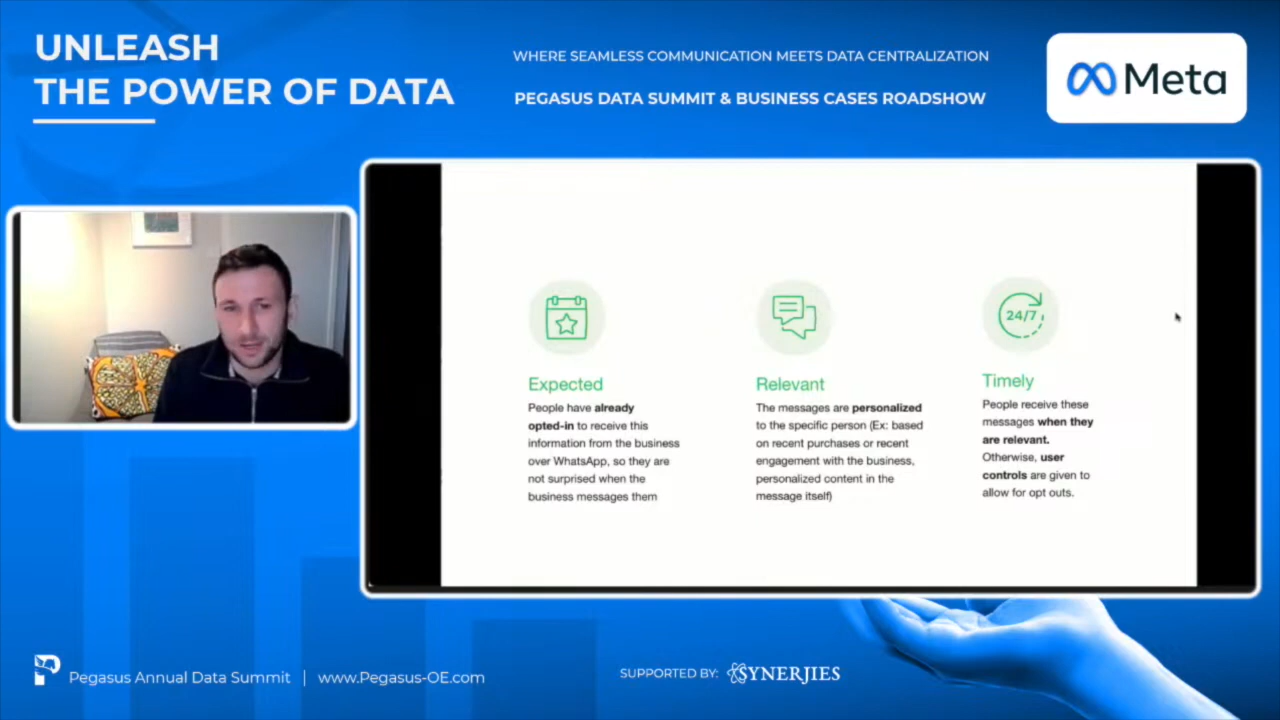 UNLEASH
THE POWER OF DATA
WHERE SEAMLESS COMMUNICATION MEETS DATA CENTRALIZATION
PEGASUS DATA SUMMIT & BUSINESS CASES ROADSHOW
Meta
Expected
People have already
opted-in to receive this
information from the business
over WhatsApp, so they are
not surprised when the
business messages them
Relevant
The messages are personalized
to the specific person (Ex: based
on recent purchases or recent
engagement with the business,
personalized content in the
message itself)
24/7
Timely
People receive these
messages when they
are relevant.
Otherwise, user
controls are given to
allow for opt outs.
Pegasus Annual Data Summit | www.Pegasus-OE.com
SUPPORTED BY: SYNERJIES